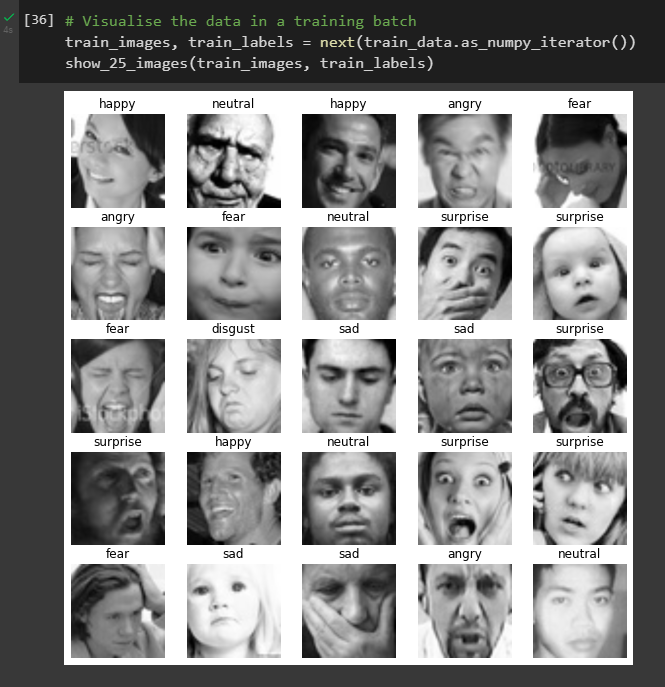 [36] # Visualise the data in a training batch
4s
train_images, train_labels = next(train_data.as_numpy_iterator())
show_25_images(train_images, train_labels)
happy neutral happy angry fear
angry fear neutral surprise surprise
fear disgust sad sad surprise
surprise happy neutral surprise surprise
fear sad sad angry neutral